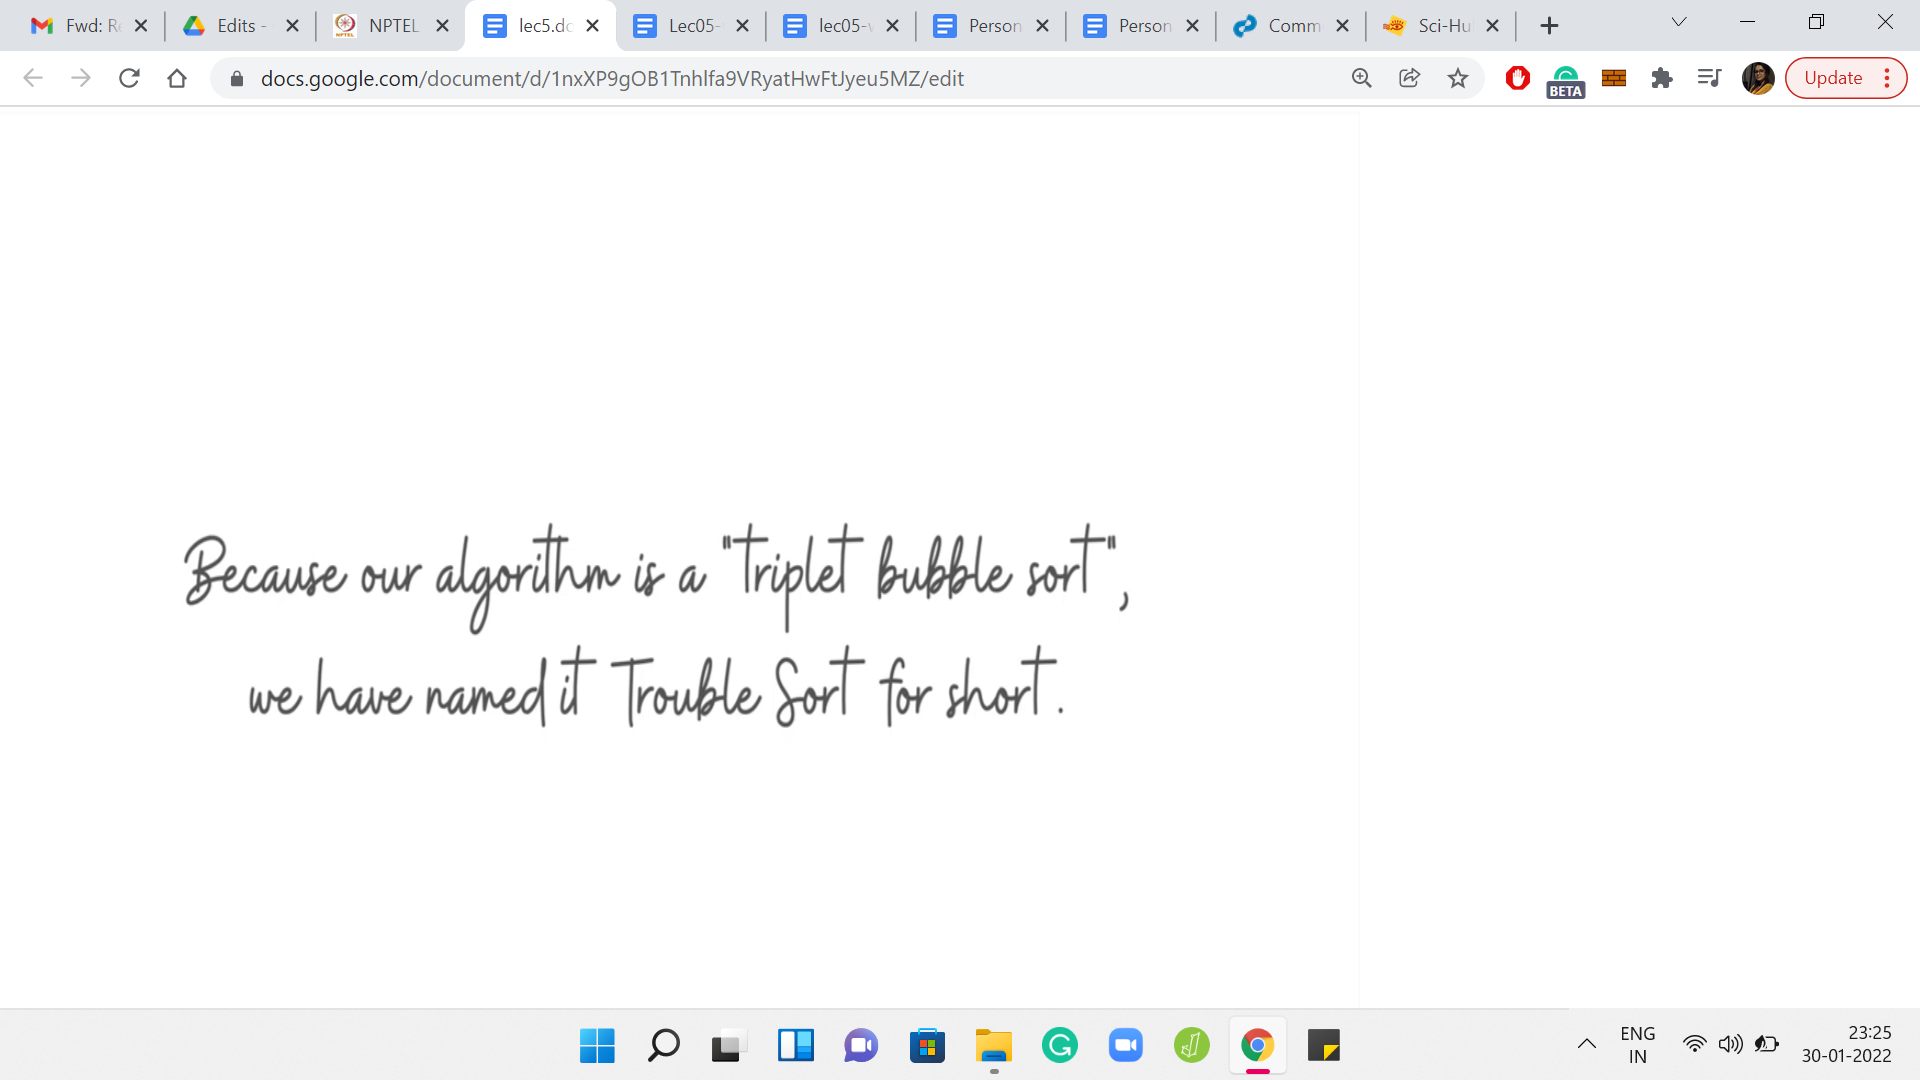 Fwd: Re
Edits -
NPTEL
lec5.do
Lec05-
lec05-v
Person
Person
Comm
Sci-Hu
docs.google.com/document/d/1nxXP9gOB1Tnhlfa9VRyatHwFtJyeu5MZ/edit
BETA
Update
Because our algorithm is a "triplet bubble sort",
we have named it Trouble Sort for short.
ENG
IN
23:25
30-01-2022